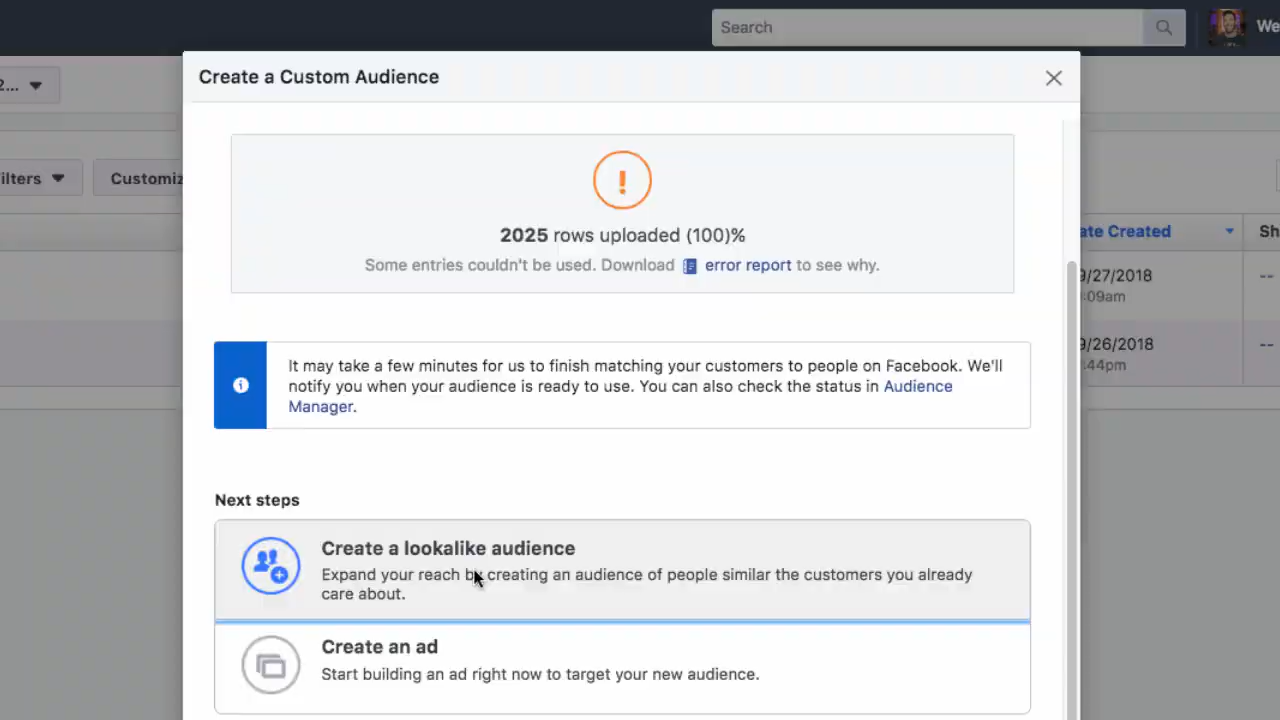 Search
We
Create a Custom Audience
2...
ilters
Customiz
2025 rows uploaded (100)%
Some entries couldn't be used. Download error report to see why.
ate Created
Sh
9/27/2018
:09am
--
9/26/2018
:44pm
--
It may take a few minutes for us to finish matching your customers to people on Facebook. We'll
notify you when your audience is ready to use. You can also check the status in Audience
Manager.
Next steps
Create a lookalike audience
Expand your reach by creating an audience of people similar the customers you already
care about.
Create an ad
Start building an ad right now to target your new audience.